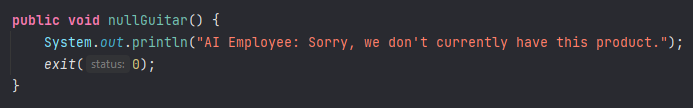 public void nullGuitar() {
System.out.println("AI Employee: Sorry, we don't currently have this product.");
exit( status: 0);
}